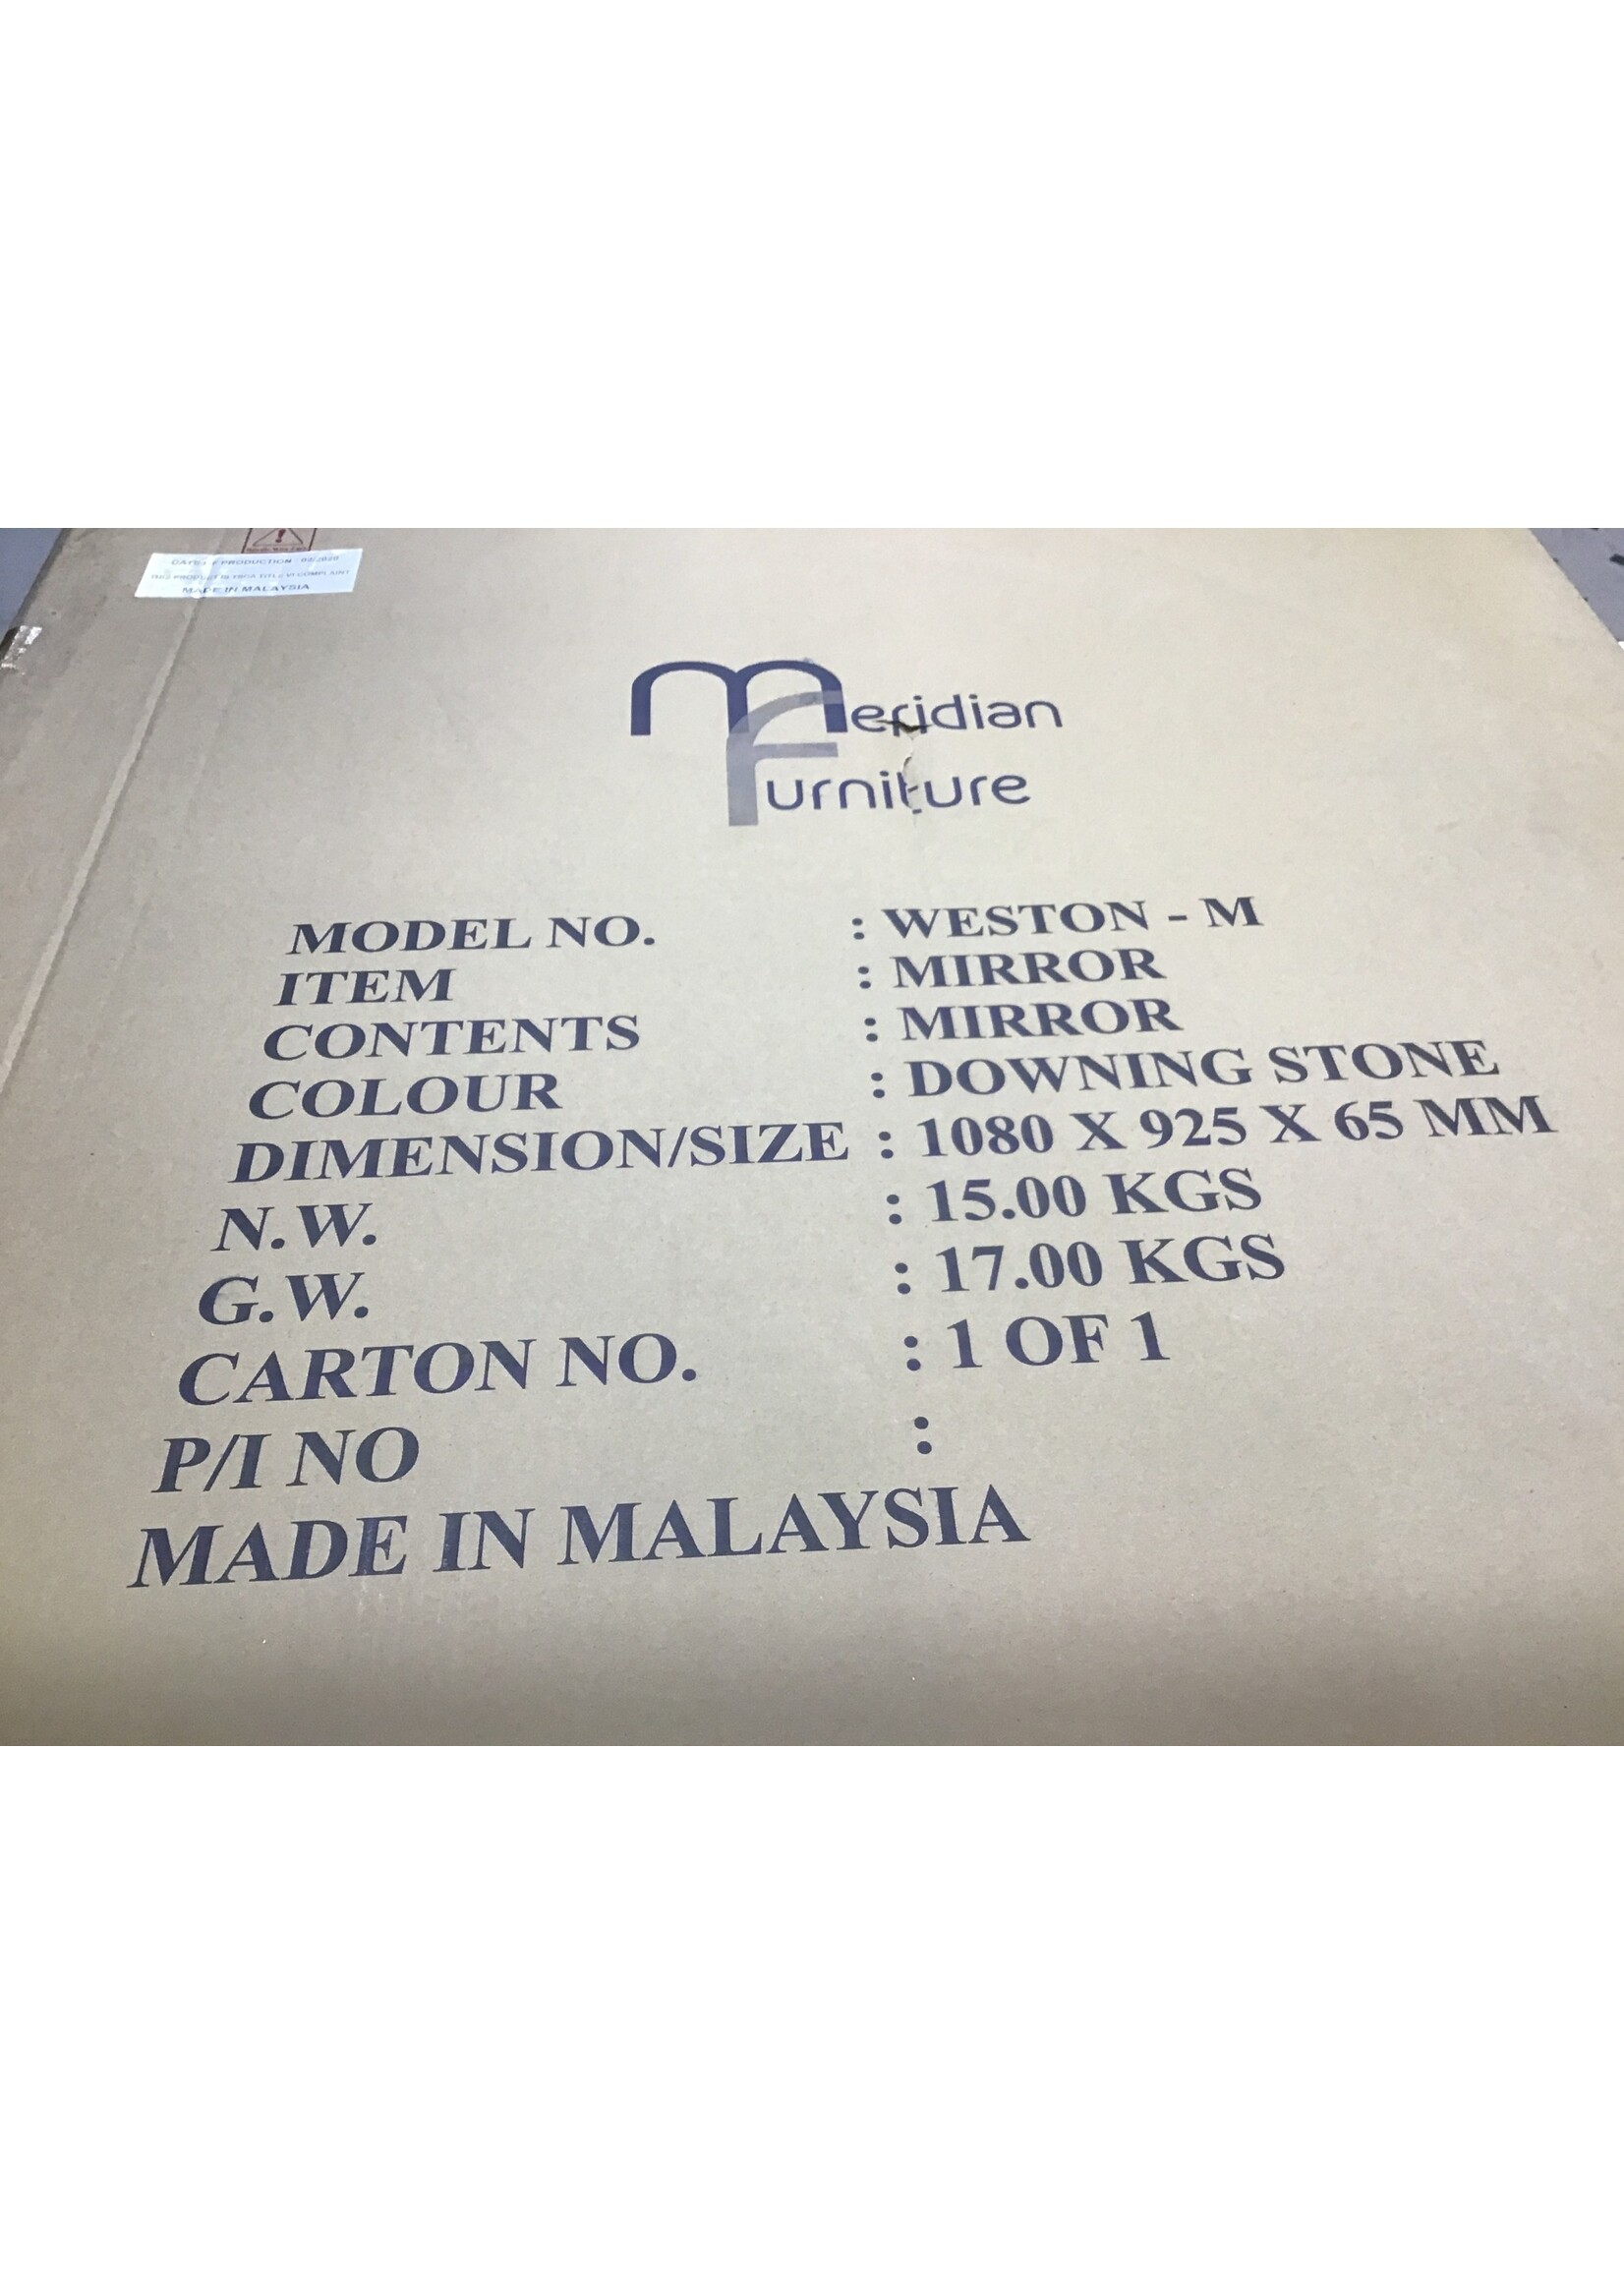 PRODUCTION
MADE IN MALAYSIA
Meridian
Furniture
MODEL NO. : WESTON - M
ITEM : MIRROR
CONTENTS : MIRROR
COLOUR : DOWNING STONE
DIMENSION/SIZE : 1080 X 925 X 65 MM
N.W. : 15.00 KGS
G.W. : 17.00 KGS
CARTON NO. : 1 OF 1
P/I NO :
MADE IN MALAYSIA